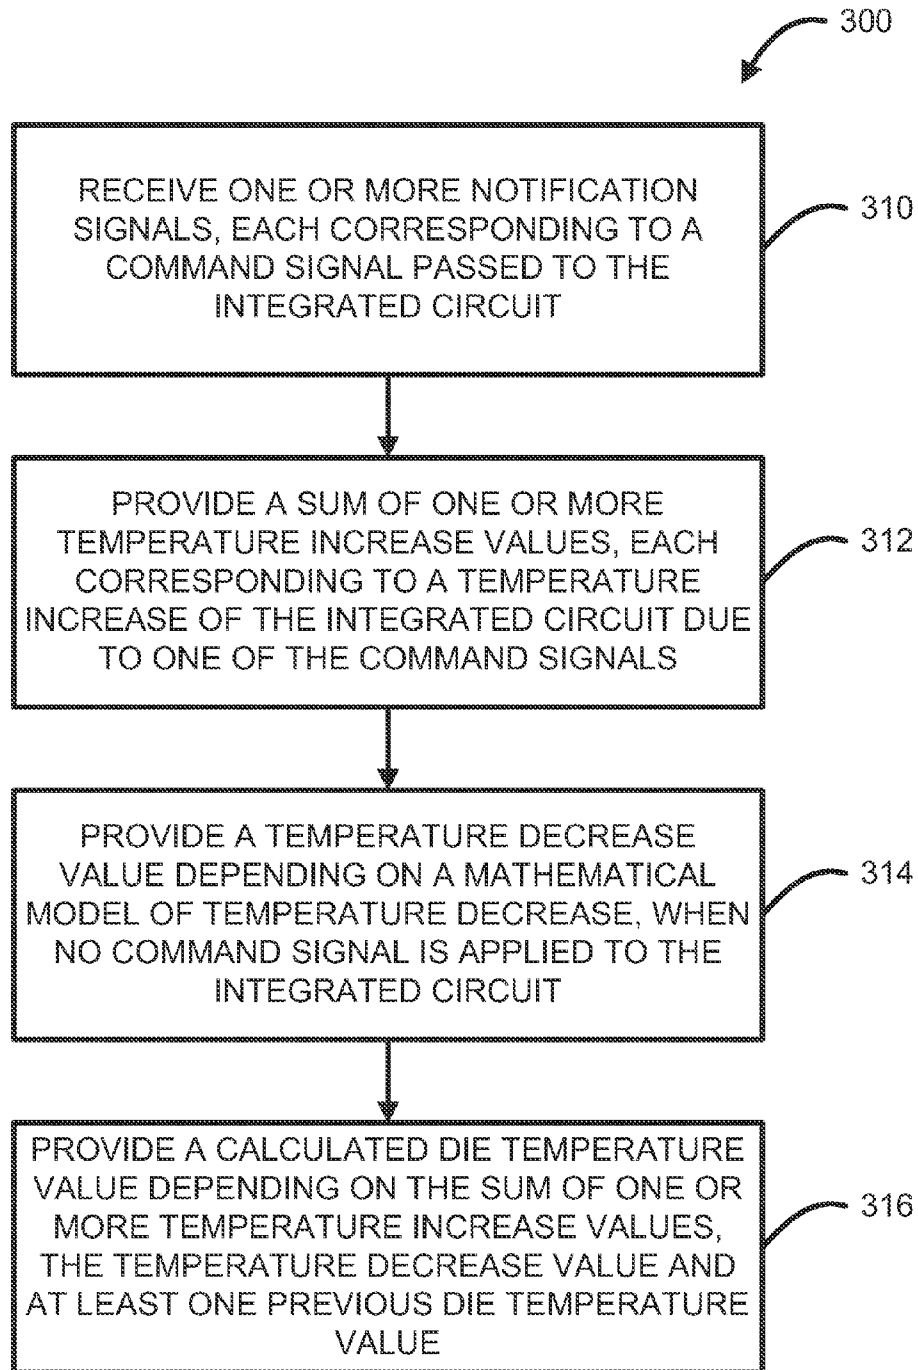 300
RECEIVE ONE OR MORE NOTIFICATION
SIGNALS, EACH CORRESPONDING TO A
COMMAND SIGNAL PASSED TO THE
INTEGRATED CIRCUIT
310
PROVIDE A SUM OF ONE OR MORE
TEMPERATURE INCREASE VALUES, EACH
CORRESPONDING TO A TEMPERATURE
INCREASE OF THE INTEGRATED CIRCUIT DUE
TO ONE OF THE COMMAND SIGNALS
312
PROVIDE A TEMPERATURE DECREASE
VALUE DEPENDING ON A MATHEMATICAL
MODEL OF TEMPERATURE DECREASE, WHEN
NO COMMAND SIGNAL IS APPLIED TO THE
INTEGRATED CIRCUIT
314
PROVIDE A CALCULATED DIE TEMPERATURE
VALUE DEPENDING ON THE SUM OF ONE OR
MORE TEMPERATURE INCREASE VALUES,
THE TEMPERATURE DECREASE VALUE AND
AT LEAST ONE PREVIOUS DIE TEMPERATURE
VALUE
316